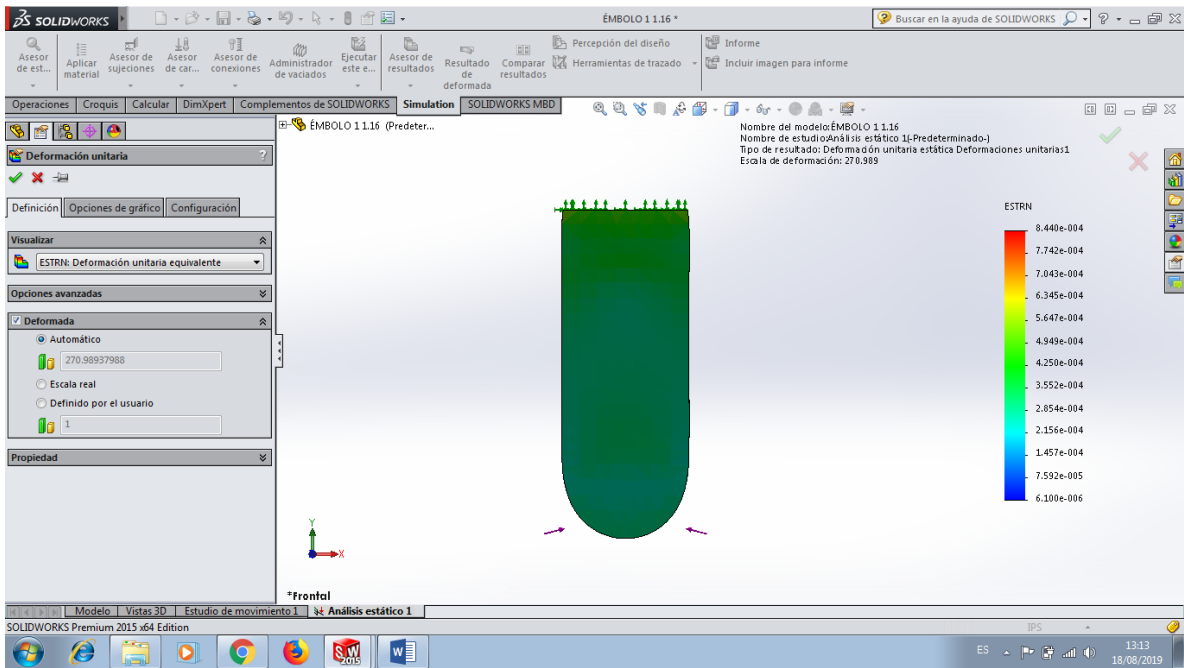 SOLIDWORKS
ÉMBOLO 1 1.16 *
Buscar en la ayuda de SOLIDWORKS
Asesor de est...
Aplicar material
Asesor de sujeciones
Asesor de car...
Asesor de conexiones
Administrador de vaciados
Ejecutar este e...
Asesor de resultados
Resultado de deformada
Comparar resultados
Percepción del diseño
Herramientas de trazado
Informe
Incluir imagen para informe
Operaciones
Croquis
Calcular
DimXpert
Complementos de SOLIDWORKS
Simulation
SOLIDWORKS MBD
ÉMBOLO 1 1.16 (Predeter...
Deformación unitaria
?
Definición
Opciones de gráfico
Configuración
Visualizar
ESTRN: Deformación unitaria equivalente
Opciones avanzadas
Deformada
Automático
270.98937988
Escala real
Definido por el usuario
1
Propiedad
Nombre del modelo:ÉMBOLO 1 1.16
Nombre de estudio:Análisis estático 1(-Predeterminado-)
Tipo de resultado: Deformación unitaria estática Deformaciones unitarias1
Escala de deformación: 270.989
ESTRN
8.440e-004
7.742e-004
7.043e-004
6.345e-004
5.647e-004
4.949e-004
4.250e-004
3.552e-004
2.854e-004
2.156e-004
1.457e-004
7.592e-005
6.100e-006
Y
X
*Frontal
Modelo
Vistas 3D
Estudio de movimiento 1
Análisis estático 1
SOLIDWORKS Premium 2015 x64 Edition
IPS
SW
2015
W
ES
13:13
18/08/2019